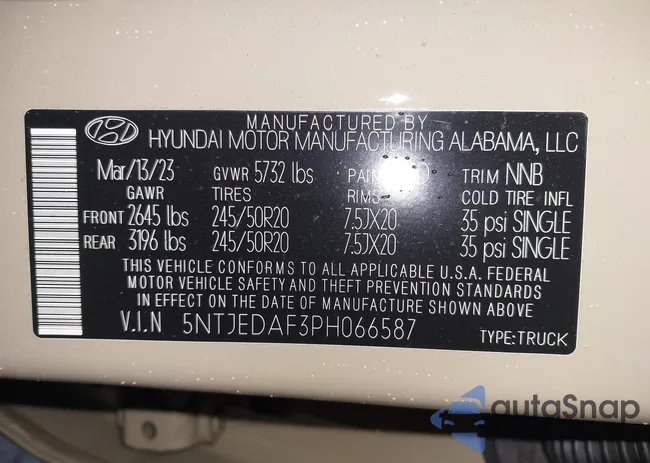 MANUFACTURED BY
HYUNDAI MOTOR MANUFACTURING ALABAMA, LLC
Mar/13/23 GVWR 5732 lbs TRIM NNB
GAWR TIRES RIMS COLD TIRE INFL
FRONT 2645 lbs 245/50R20 7.5JX20 35 psi SINGLE
REAR 3196 lbs 245/50R20 7.5JX20 35 psi SINGLE
THIS VEHICLE CONFORMS TO ALL APPLICABLE U.S.A. FEDERAL
MOTOR VEHICLE SAFETY AND THEFT PREVENTION STANDARDS
IN EFFECT ON THE DATE OF MANUFACTURE SHOWN ABOVE
V.I.N 5NTJEDAF3PH066587 TYPE:TRUCK
autaSnap